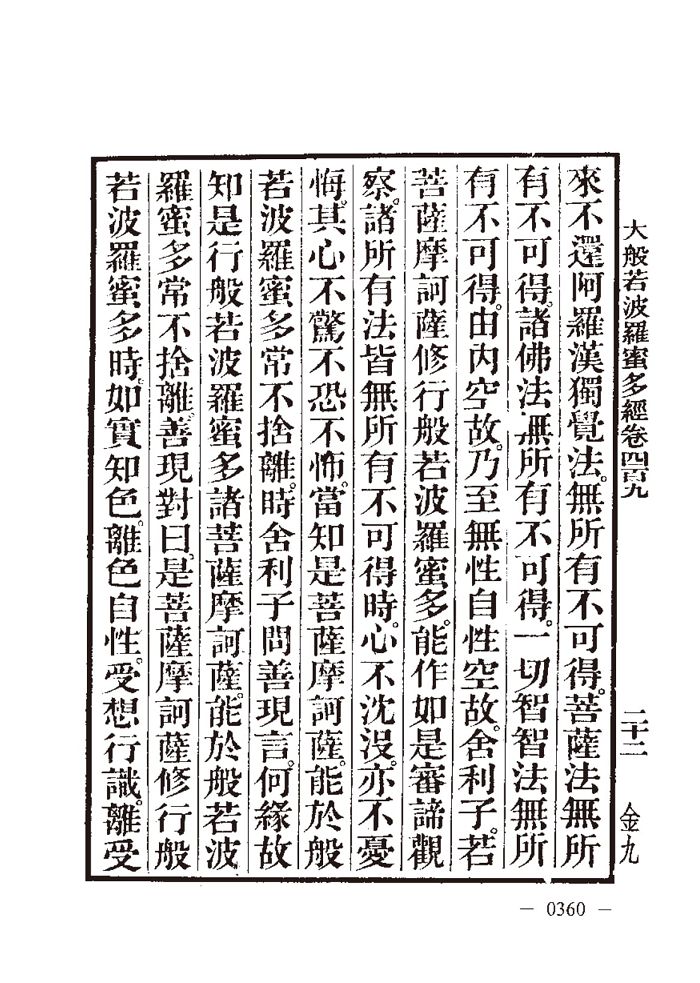 大般若波羅蜜多經卷四百九
二十二
金九
來不還阿羅漢獨覺法。無所有不可得。菩薩法無所
有不可得。諸佛法無所有不可得。一切智智法無所
有不可得。由內空故。乃至無性自性空故。舍利子。若
菩薩摩訶薩修行般若波羅蜜多。能作如是審諦觀
察。諸所有法皆無所有不可得時。心不沈沒。亦不憂
悔。其心不驚不恐不怖。當知是菩薩摩訶薩。能於般
若波羅蜜多常不捨離。時舍利子問善現言。何緣故
知是行般若波羅蜜多諸菩薩摩訶薩。能於般若波
羅蜜多常不捨離。善現對曰。是菩薩摩訶薩修行般
若波羅蜜多時。如實知色。離色自性。受想行識。離受
— 0360 —